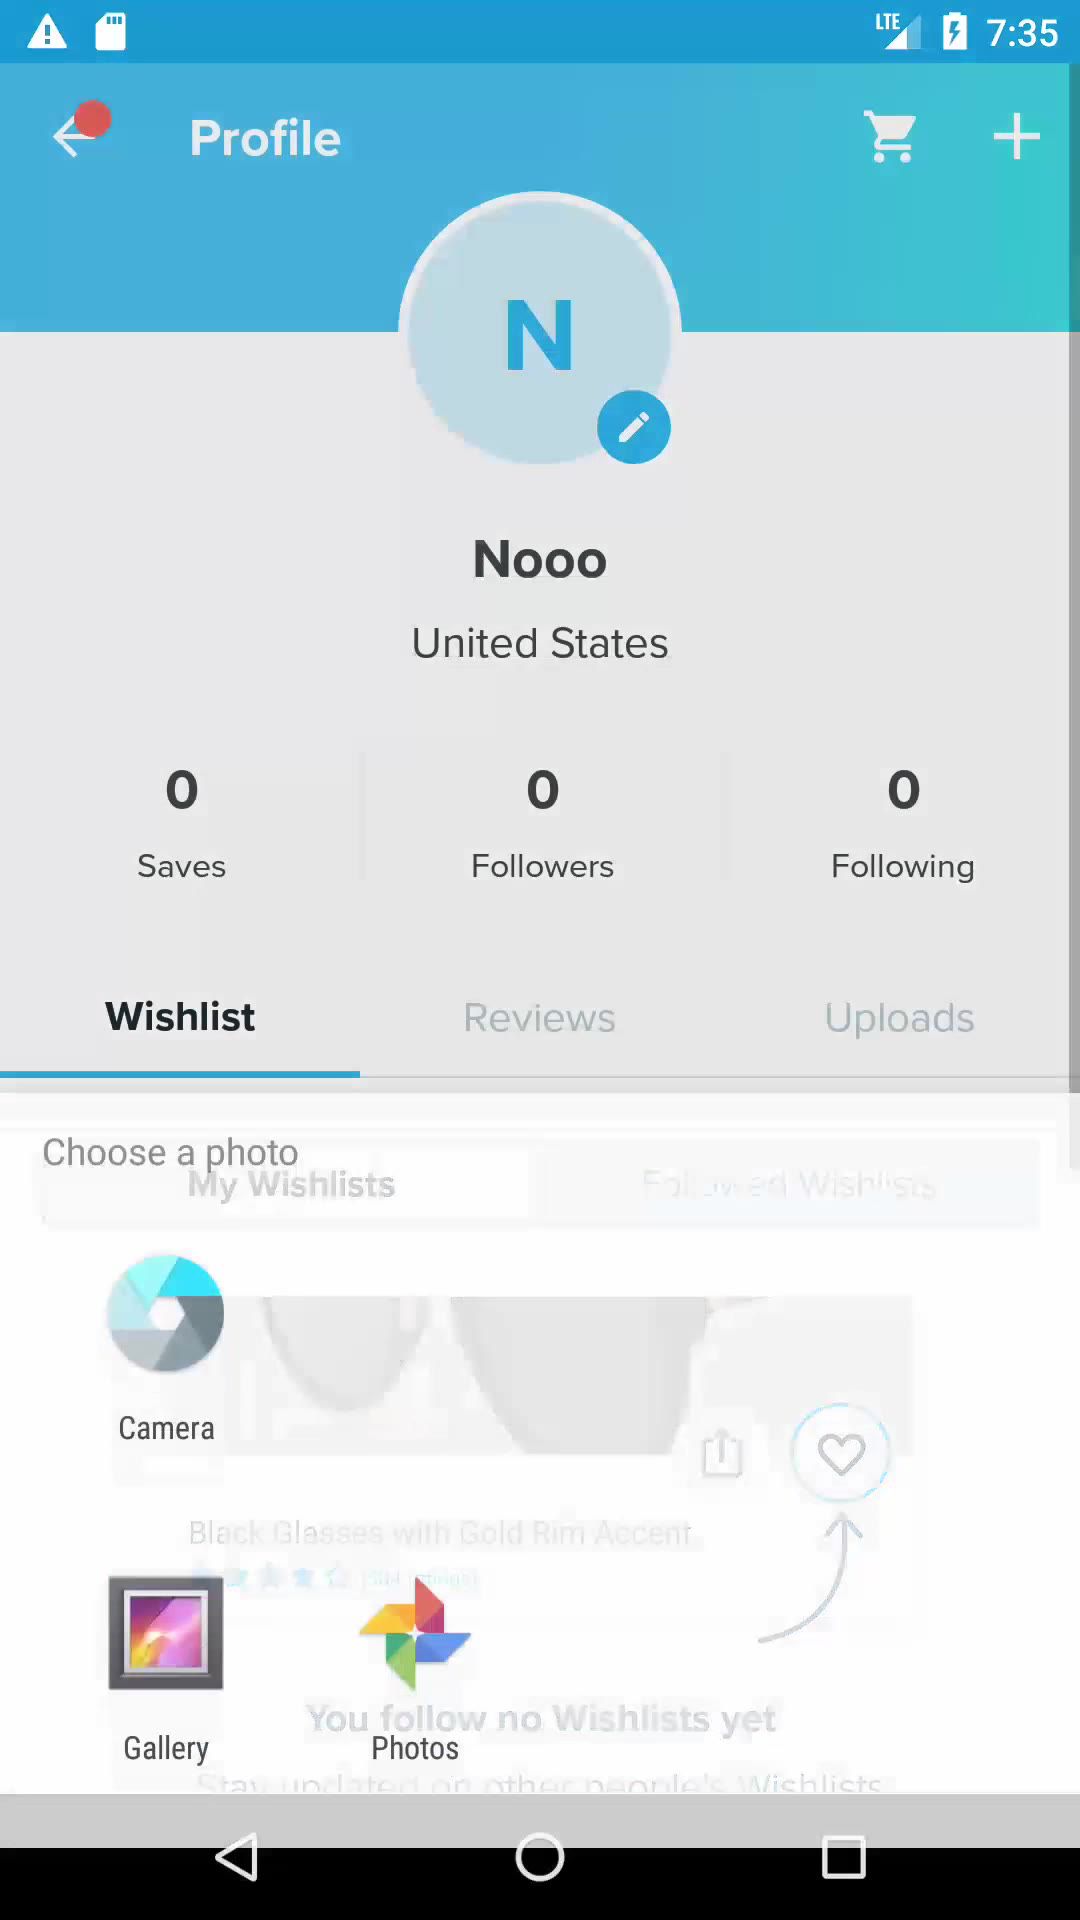 LTE 7:35
Profile
N
Nooo
United States
0 0 0
Saves Followers Following
Wishlist Reviews Uploads
Choose a photo
My Wishlists Followed Wishlists
Camera
Black Glasses with Gold Rim Accent
You follow no Wishlists yet
Gallery Photos
Stay updated on other people's Wishlists